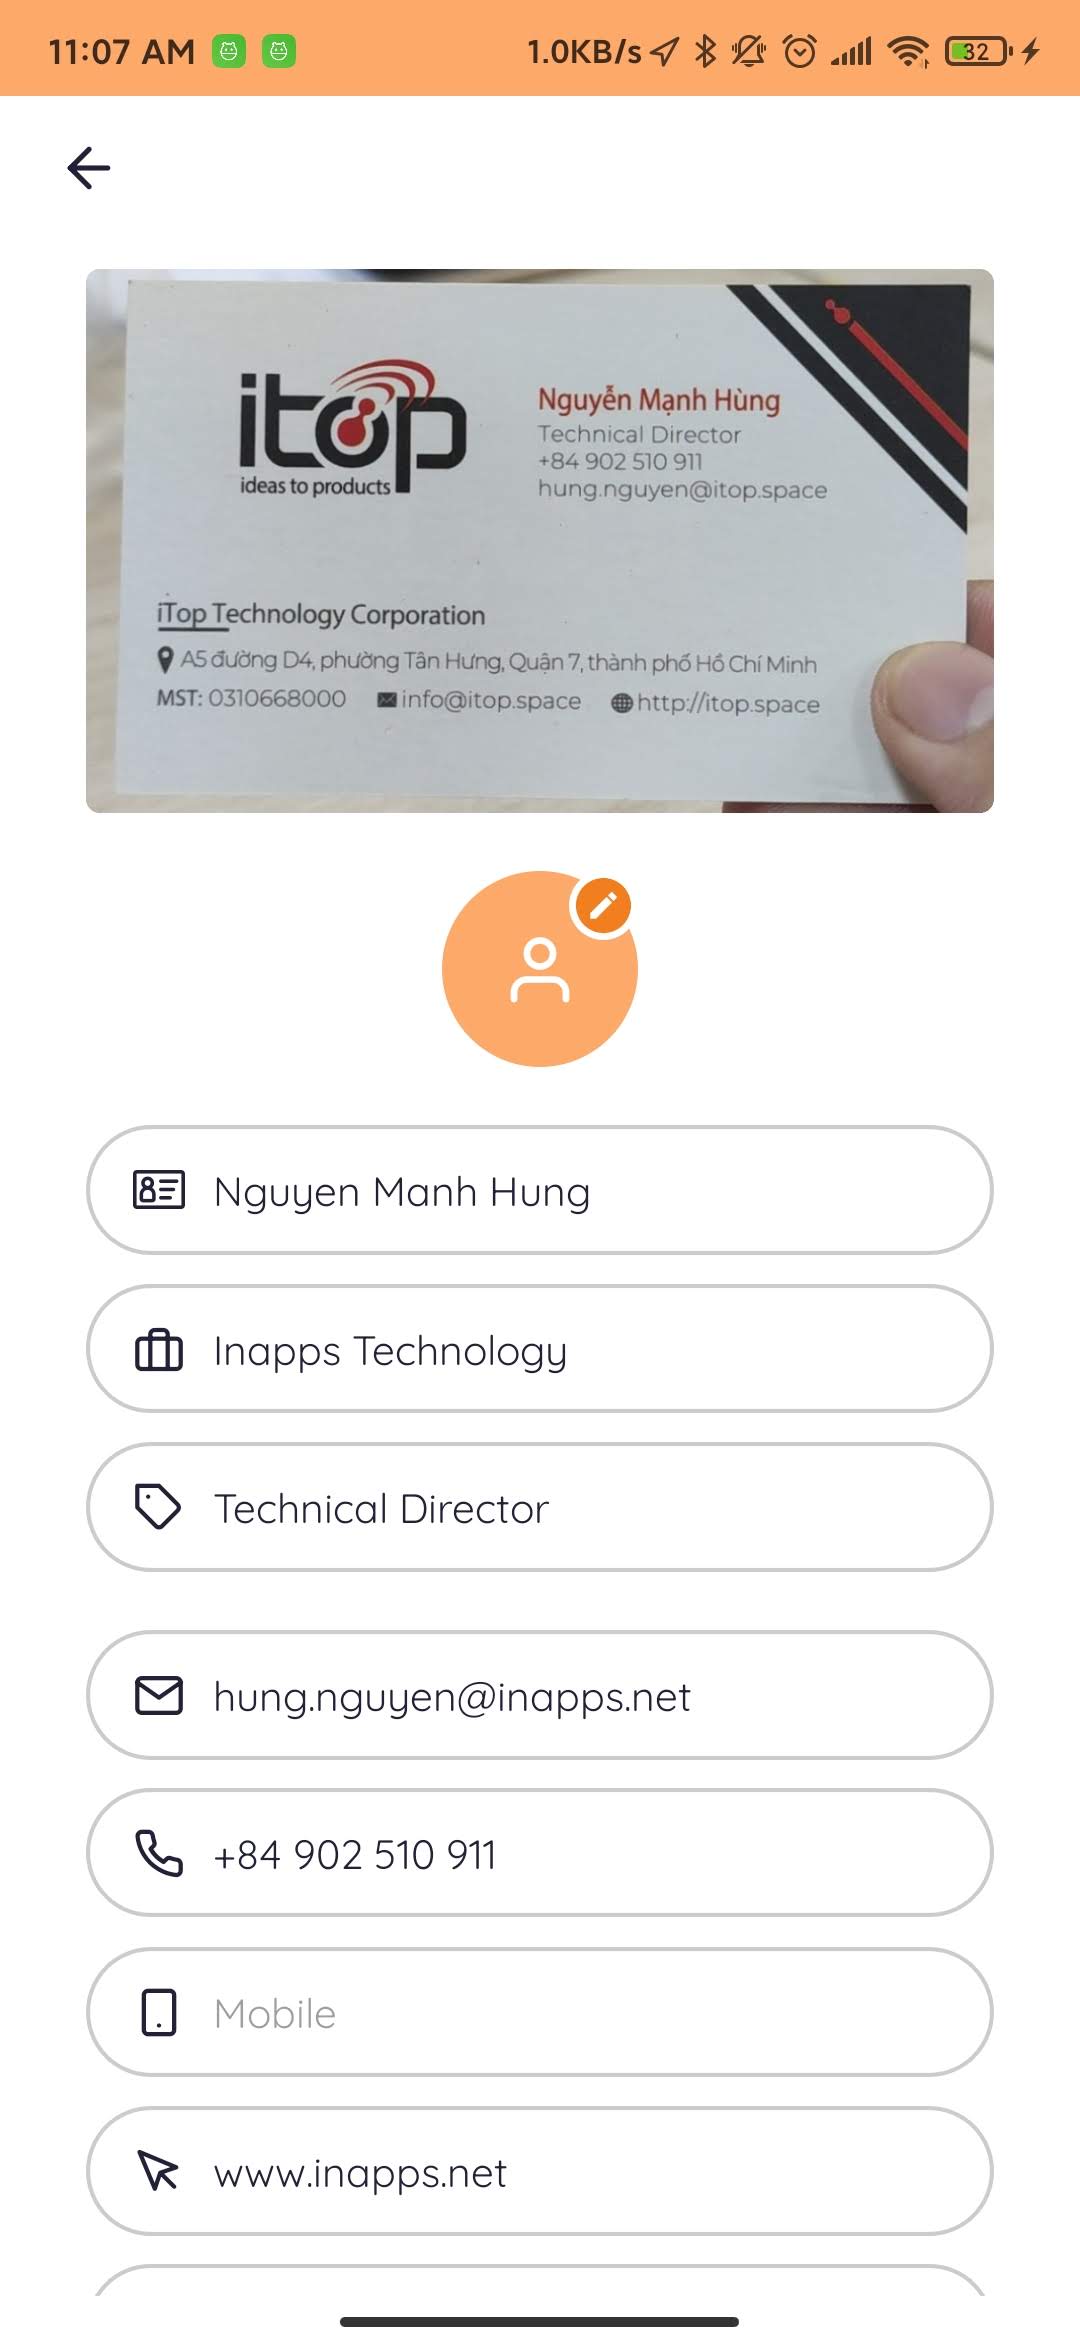 11:07 AM
1.0KB/s
32
itop
ideas to products
Nguyễn Mạnh Hùng
Technical Director
+84 902 510 911
hung.nguyen@itop.space
iTop Technology Corporation
A5 đường D4, phường Tân Hưng, Quận 7, thành phố Hồ Chí Minh
MST: 0310668000 info@itop.space http://itop.space
Nguyen Manh Hung
Inapps Technology
Technical Director
hung.nguyen@inapps.net
+84 902 510 911
Mobile
www.inapps.net